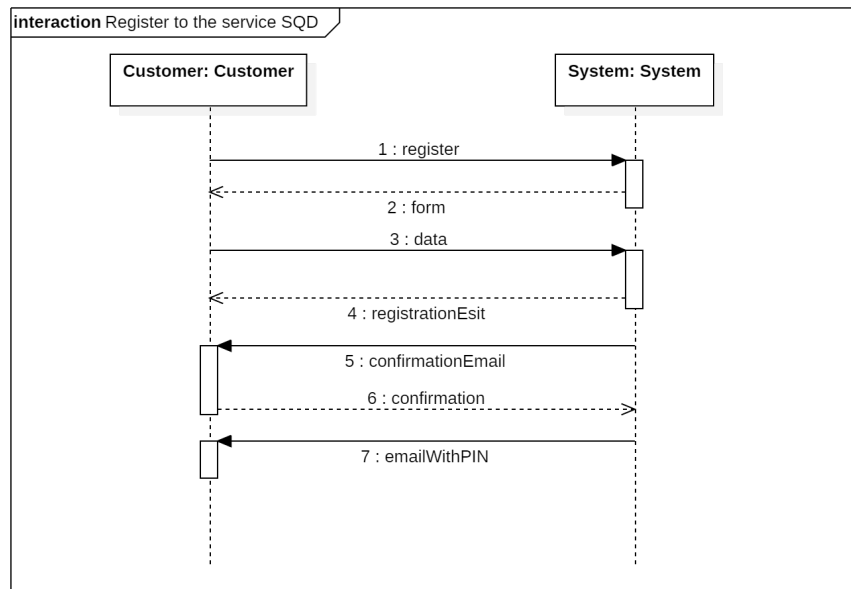 interaction Register to the service SQD
Customer: Customer
System: System
1 : register
2 : form
3 : data
4 : registrationEsit
5 : confirmationEmail
6 : confirmation
7 : emailWithPIN